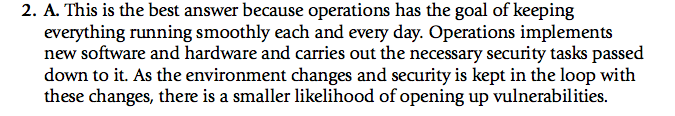 2. A. This is the best answer because operations has the goal of keeping
everything running smoothly each and every day. Operations implements
new software and hardware and carries out the necessary security tasks passed
down to it. As the environment changes and security is kept in the loop with
these changes, there is a smaller likelihood of opening up vulnerabilities.